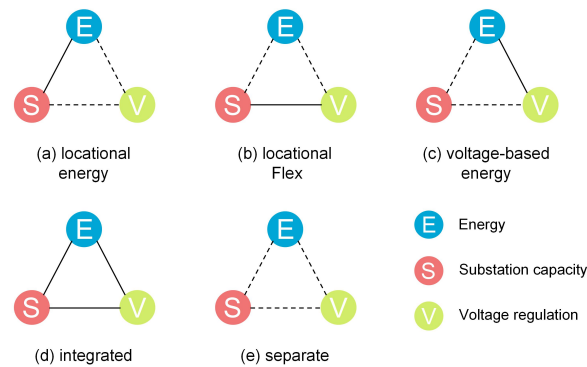 E
E
E
S
V
S
V
S
V
(a) locational
energy
(b) locational
Flex
(c) voltage-based
energy
E
E
E Energy
S Substation capacity
S
V
S
V
V Voltage regulation
(d) integrated
(e) separate